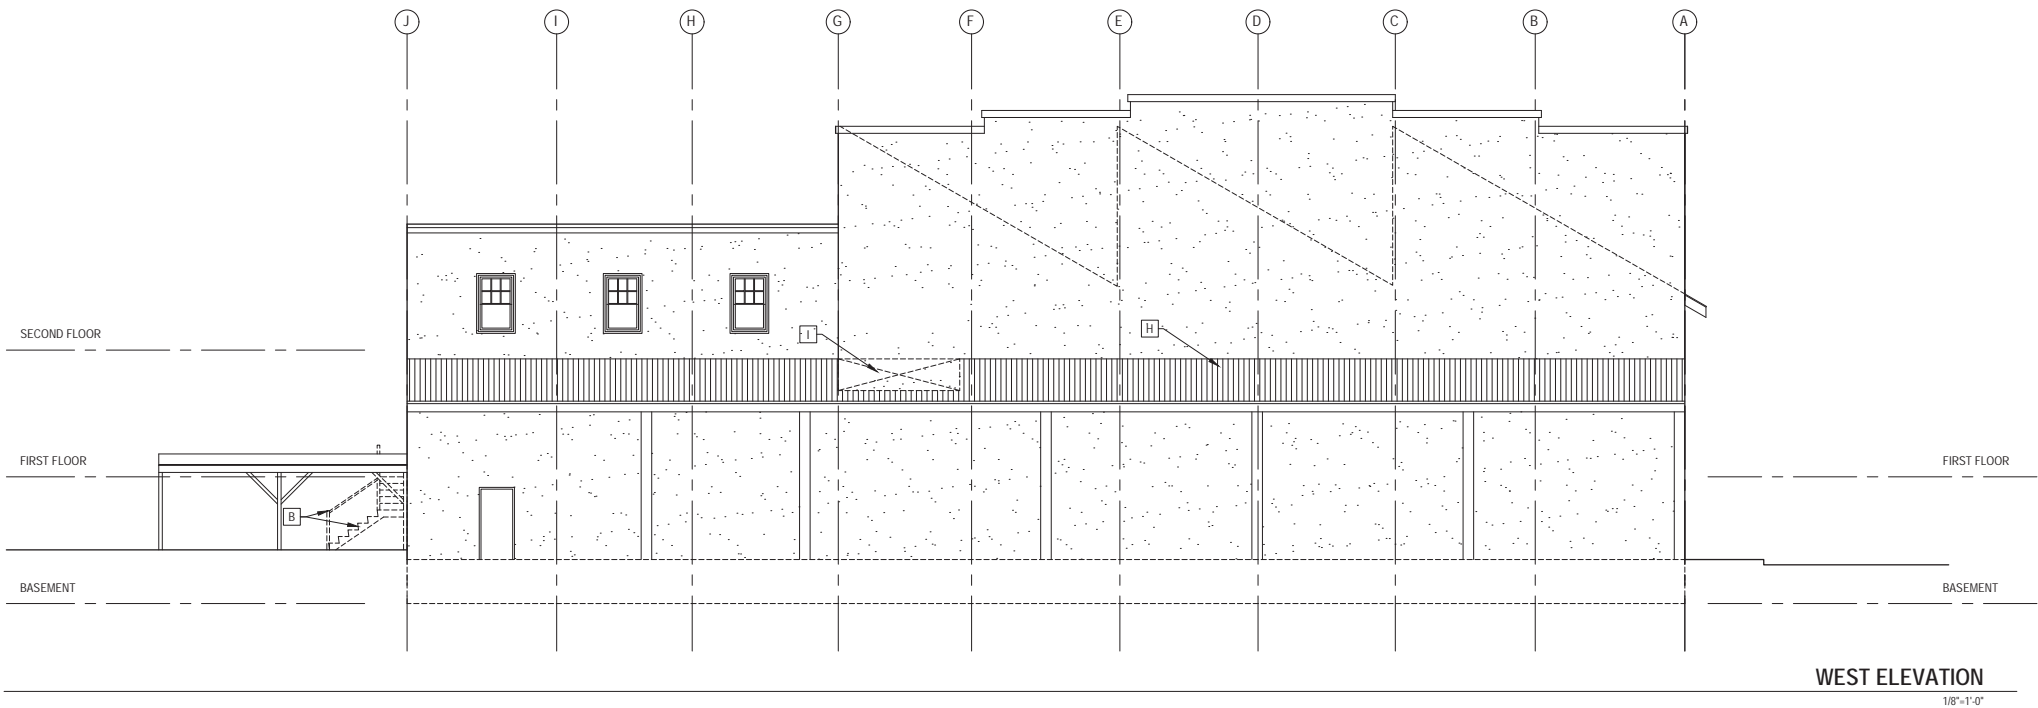 J I H G F E D C B A
SECOND FLOOR
I H
FIRST FLOOR FIRST FLOOR
B
BASEMENT BASEMENT
WEST ELEVATION
1/8"=1'-0"